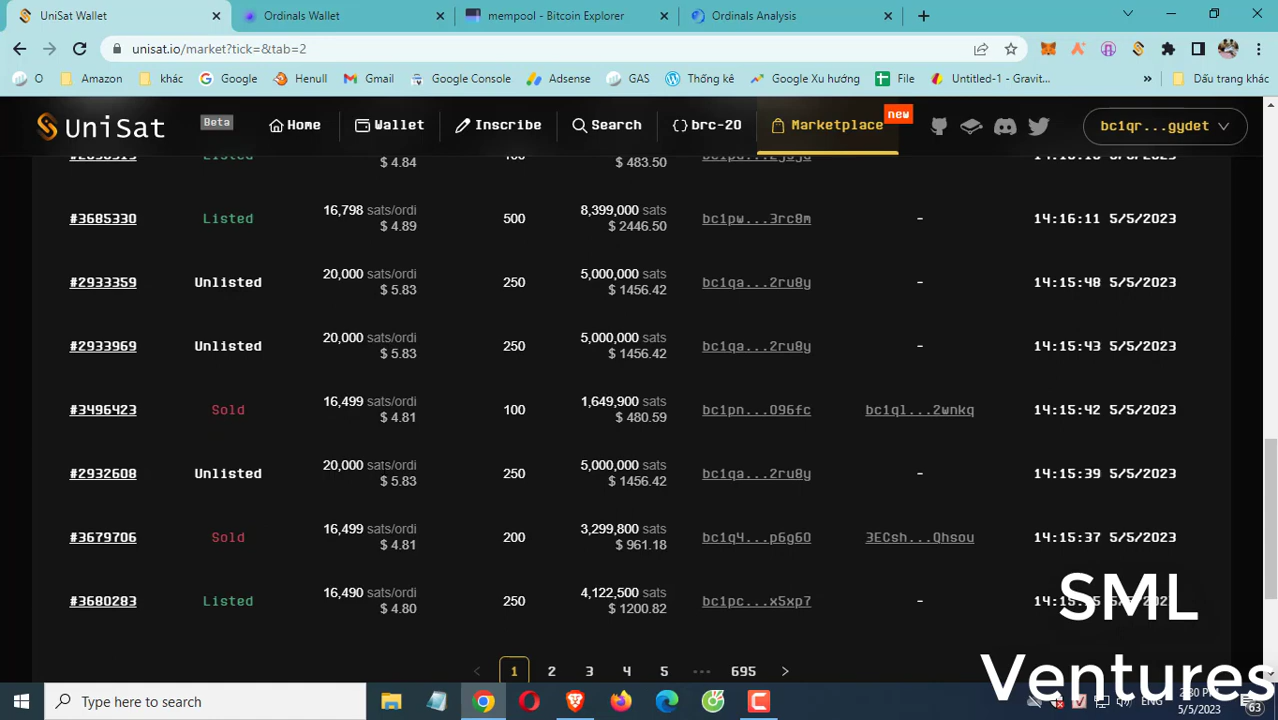 UniSat Wallet
Ordinals Wallet
mempool - Bitcoin Explorer
Ordinals Analysis
unisat.io/market?tick=&tab=2
O
Amazon
khác
Google
Henull
Gmail
Google Console
Adsense
GAS
Thống kê
Google Xu hướng
File
Untitled-1 - Gravit...
»
Dấu trang khác
UniSat
Beta
Home
Wallet
Inscribe
Search
brc-20
Marketplace
new
bc1qr...gydet
Listed
$ 4.84
100
$ 483.50
#3685330 Listed 16,798 sats/ordi 500 8,399,000 sats bc1pw...3rc8m - 14:16:11 5/5/2023
$ 4.89 $ 2446.50
#2933359 Unlisted 20,000 sats/ordi 250 5,000,000 sats bc1qa...2ru8y - 14:15:48 5/5/2023
$ 5.83 $ 1456.42
#2933969 Unlisted 20,000 sats/ordi 250 5,000,000 sats bc1qa...2ru8y - 14:15:43 5/5/2023
$ 5.83 $ 1456.42
#3496423 Sold 16,499 sats/ordi 100 1,649,900 sats bc1pn...096fc bc1ql...2wnkq 14:15:42 5/5/2023
$ 4.81 $ 480.59
#2932608 Unlisted 20,000 sats/ordi 250 5,000,000 sats bc1qa...2ru8y - 14:15:39 5/5/2023
$ 5.83 $ 1456.42
#3679706 Sold 16,499 sats/ordi 200 3,299,800 sats bc1q4...p6g60 3ECsh...Qhsou 14:15:37 5/5/2023
$ 4.81 $ 961.18
#3680283 Listed 16,490 sats/ordi 250 4,122,500 sats bc1pc...x5xp7 -
$ 4.80 $ 1200.82
SML
Ventures
< 1 2 3 4 5 ••• 695 >
Type here to search
ENG
5/5/2023
63